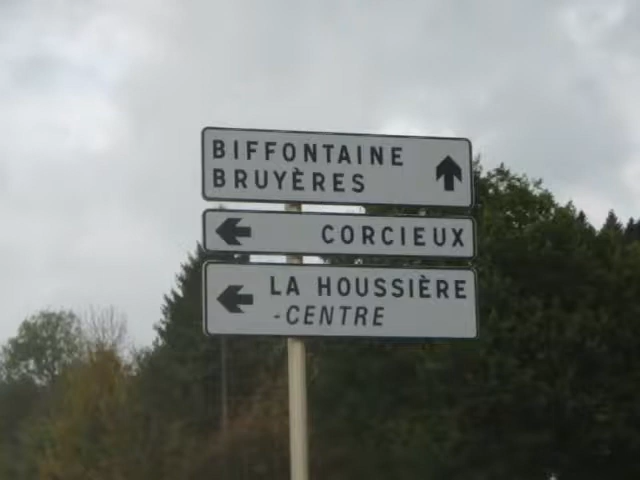 BIFFONTAINE
BRUYÈRES
CORCIEUX
LA HOUSSIÈRE
-CENTRE